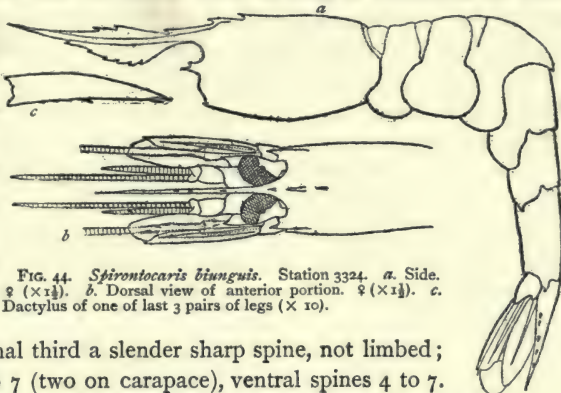 a
c
b
FIG. 44. Spirontocaris biunguis. Station 3324. a. Side.
♀ (×1½). b. Dorsal view of anterior portion. ♀ (×1½). c.
Dactylus of one of last 3 pairs of legs (× 10).
nal third a slender sharp spine, not limbed;
7 (two on carapace), ventral spines 4 to 7.